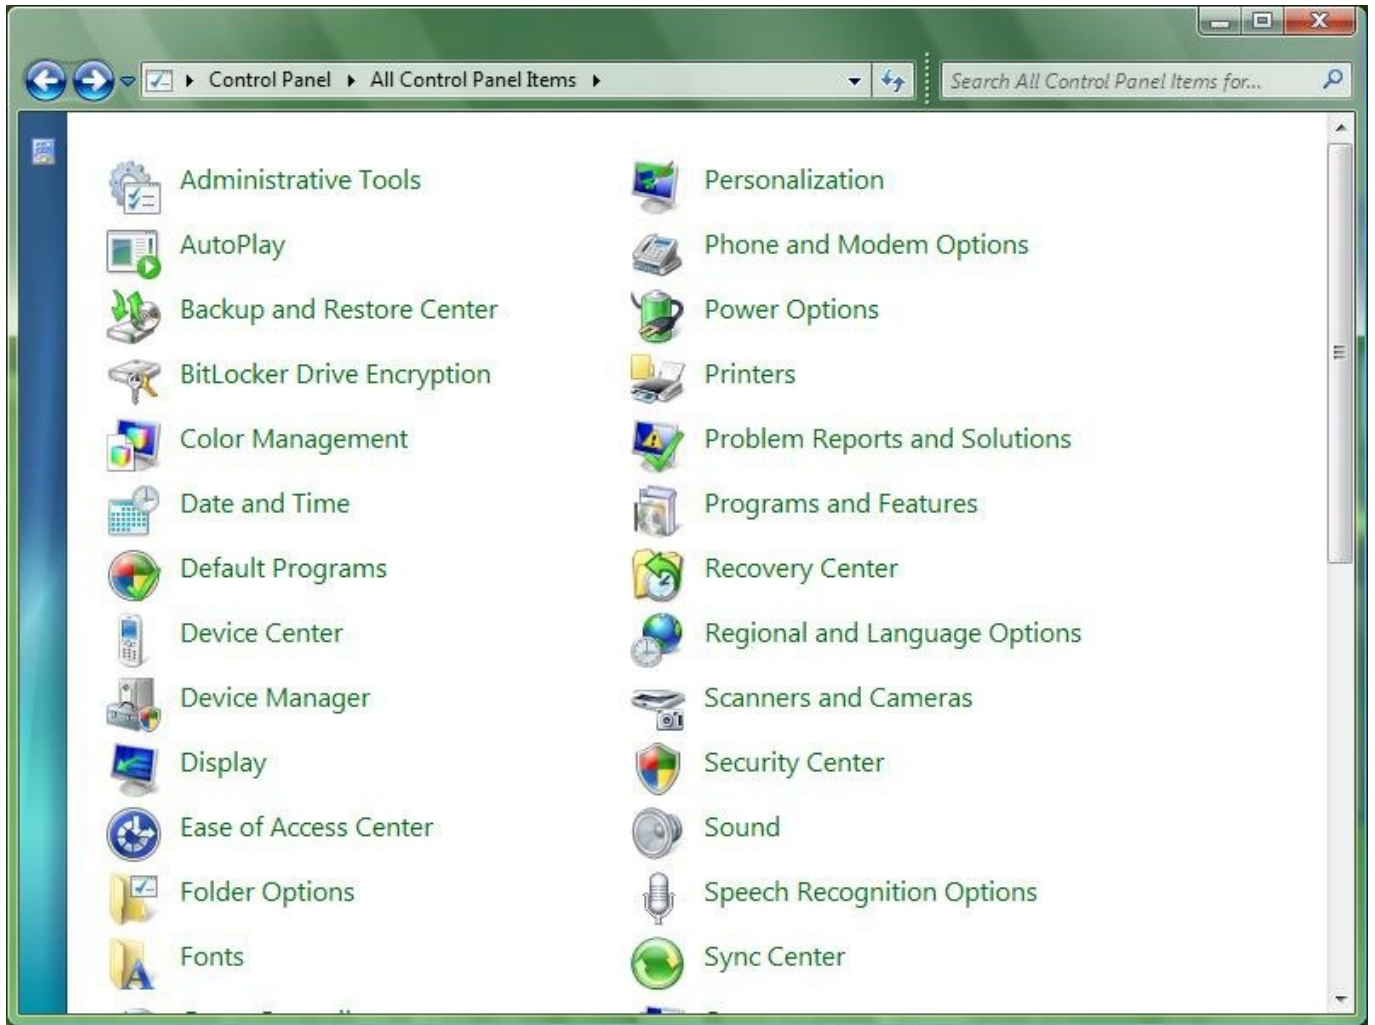 Control Panel All Control Panel Items
Search All Control Panel Items for...
Administrative Tools
AutoPlay
Backup and Restore Center
BitLocker Drive Encryption
Color Management
Date and Time
Default Programs
Device Center
Device Manager
Display
Ease of Access Center
Folder Options
Fonts
Personalization
Phone and Modem Options
Power Options
Printers
Problem Reports and Solutions
Programs and Features
Recovery Center
Regional and Language Options
Scanners and Cameras
Security Center
Sound
Speech Recognition Options
Sync Center